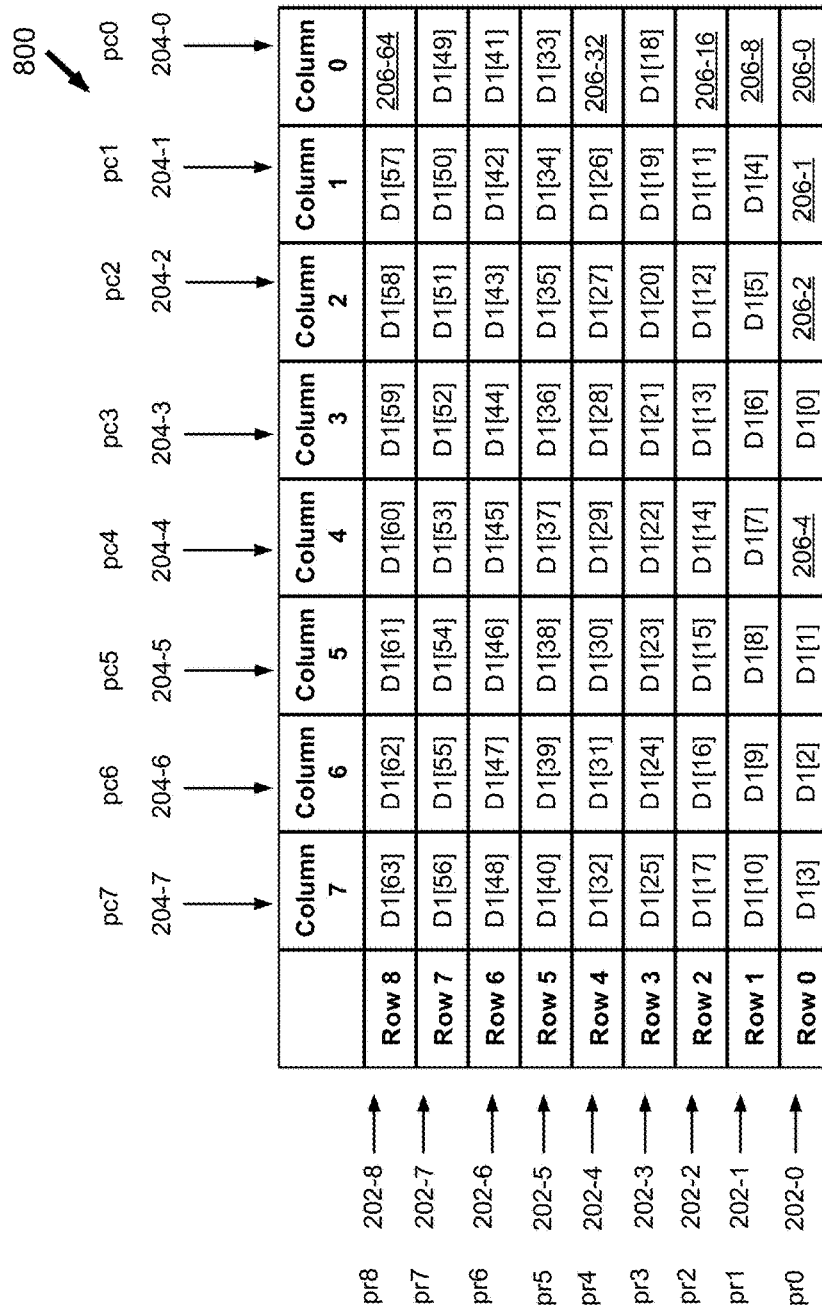 800
pc7 pc6 pc5 pc4 pc3 pc2 pc1 pc0
204-7 204-6 204-5 204-4 204-3 204-2 204-1 204-0
Column 7 Column 6 Column 5 Column 4 Column 3 Column 2 Column 1 Column 0
pr8 202-8 Row 8 D1[63] D1[62] D1[61] D1[60] D1[59] D1[58] D1[57] 206-64
pr7 202-7 Row 7 D1[56] D1[55] D1[54] D1[53] D1[52] D1[51] D1[50] D1[49]
pr6 202-6 Row 6 D1[48] D1[47] D1[46] D1[45] D1[44] D1[43] D1[42] D1[41]
pr5 202-5 Row 5 D1[40] D1[39] D1[38] D1[37] D1[36] D1[35] D1[34] D1[33]
pr4 202-4 Row 4 D1[32] D1[31] D1[30] D1[29] D1[28] D1[27] D1[26] 206-32
pr3 202-3 Row 3 D1[25] D1[24] D1[23] D1[22] D1[21] D1[20] D1[19] D1[18]
pr2 202-2 Row 2 D1[17] D1[16] D1[15] D1[14] D1[13] D1[12] D1[11] 206-16
pr1 202-1 Row 1 D1[10] D1[9] D1[8] D1[7] D1[6] D1[5] D1[4] 206-8
pr0 202-0 Row 0 D1[3] D1[2] D1[1] 206-4 D1[0] 206-2 206-1 206-0